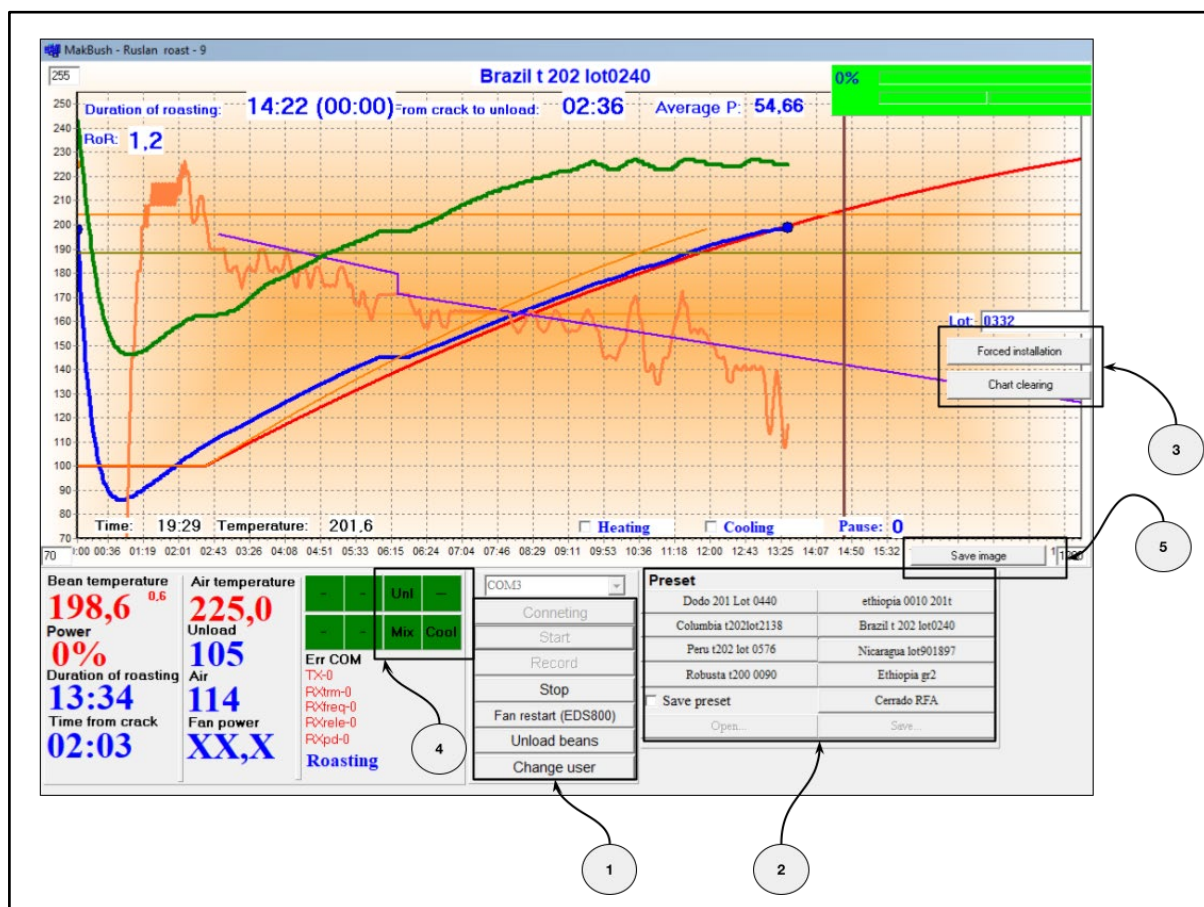 MakBush - Ruslan roast - 9
255
Brazil t 202 lot0240
0%
Duration of roasting: 14:22 (00:00) From crack to unload: 02:36 Average P: 54,66
RoR: 1,2
250
240
230
220
210
200
190
180
170
160
150
140
130
120
110
100
90
80
70
Lot: 0332
Forced installation
Chart clearing
3
Time: 19:29 Temperature: 201,6
Heating
Cooling
Pause: 0
70
0:00 00:36 01:19 02:01 02:43 03:26 04:08 04:51 05:33 06:15 06:24 07:04 07:46 08:29 09:11 09:53 10:36 11:18 12:00 12:43 13:25 14:07 14:50 15:32
Save image
5
Bean temperature
198,6 0,6
Power
0%
Duration of roasting
13:34
Time from crack
02:03
Air temperature
225,0
Unload
105
Air
114
Fan power
XX,X
- - Unl --
- - Mix Cool
Err COM
TX-0
RXtrm-0
RXfreq-0
RXrele-0
RXpd-0
Roasting
4
COM3
Conneting
Start
Record
Stop
Fan restart (EDS800)
Unload beans
Change user
1
Preset
Dodo 201 Lot 0440
ethiopia 0010 201t
Columbia t202lot2138
Brazil t 202 lot0240
Peru t202 lot 0576
Nicaragua lot901897
Robusta t200 0090
Ethiopia gr2
Save preset
Cerrado RFA
Open...
Save...
2